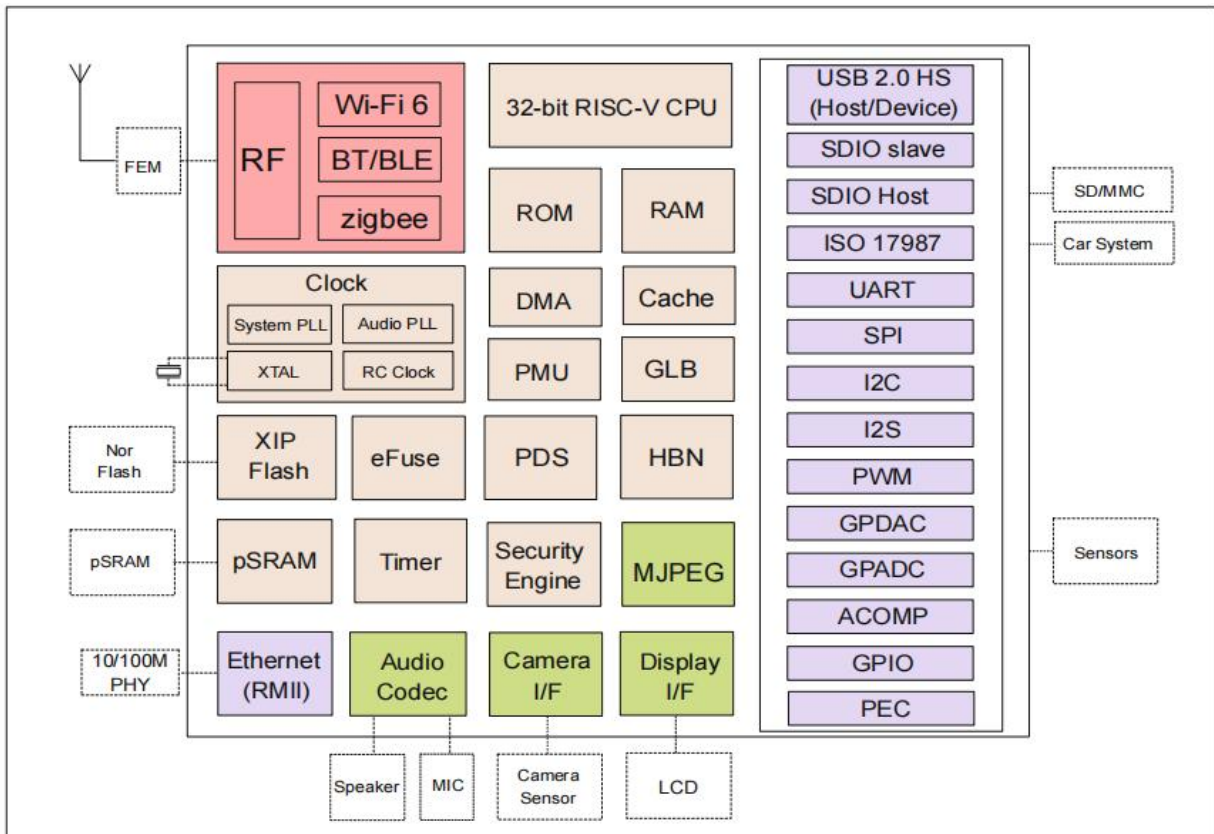 FEM
RF
Wi-Fi 6
BT/BLE
zigbee
32-bit RISC-V CPU
ROM
RAM
Clock
System PLL
Audio PLL
XTAL
RC Clock
DMA
Cache
PMU
GLB
Nor
Flash
XIP
Flash
eFuse
PDS
HBN
pSRAM
pSRAM
Timer
Security
Engine
MJPEG
10/100M
PHY
Ethernet
(RMII)
Audio
Codec
Camera
I/F
Display
I/F
Speaker
MIC
Camera
Sensor
LCD
USB 2.0 HS
(Host/Device)
SDIO slave
SDIO Host
ISO 17987
UART
SPI
I2C
I2S
PWM
GPDAC
GPADC
ACOMP
GPIO
PEC
SD/MMC
Car System
Sensors